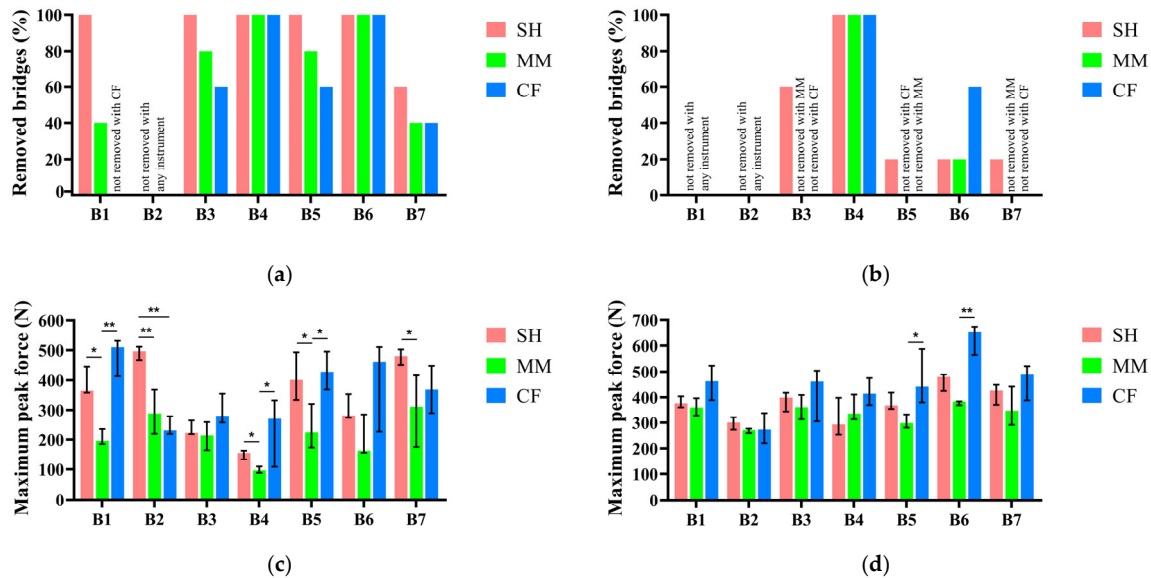 100
80
60
40
20
0
Removed bridges (%)
not removed with CF
not removed with
any instrument
B1 B2 B3 B4 B5 B6 B7
SH
MM
CF
(a)
100
80
60
40
20
0
Removed bridges (%)
not removed with
any instrument
not removed with
any instrument
not removed with MM
not removed with CF
not removed with CF
not removed with MM
not removed with MM
not removed with CF
B1 B2 B3 B4 B5 B6 B7
SH
MM
CF
(b)
600
500
400
300
200
100
0
Maximum peak force (N)
* **
**
**
* *
* *
*
B1 B2 B3 B4 B5 B6 B7
SH
MM
CF
(c)
700
600
500
400
300
200
100
0
Maximum peak force (N)
*
**
B1 B2 B3 B4 B5 B6 B7
SH
MM
CF
(d)